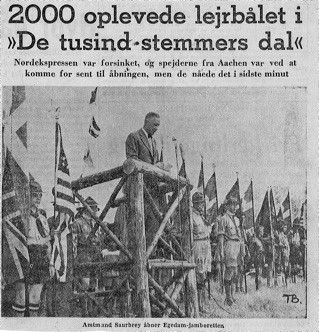 2000 oplevede lejrbålet i
»De tusind-stemmers dal«
Nordekspressen var forsinket, og spejderne fra Aachen var ved at
komme for sent til åbningen, men de nåede det i sidste minut
TB.
Amtmand Saurbrey åbner Egedam-jamboretten.